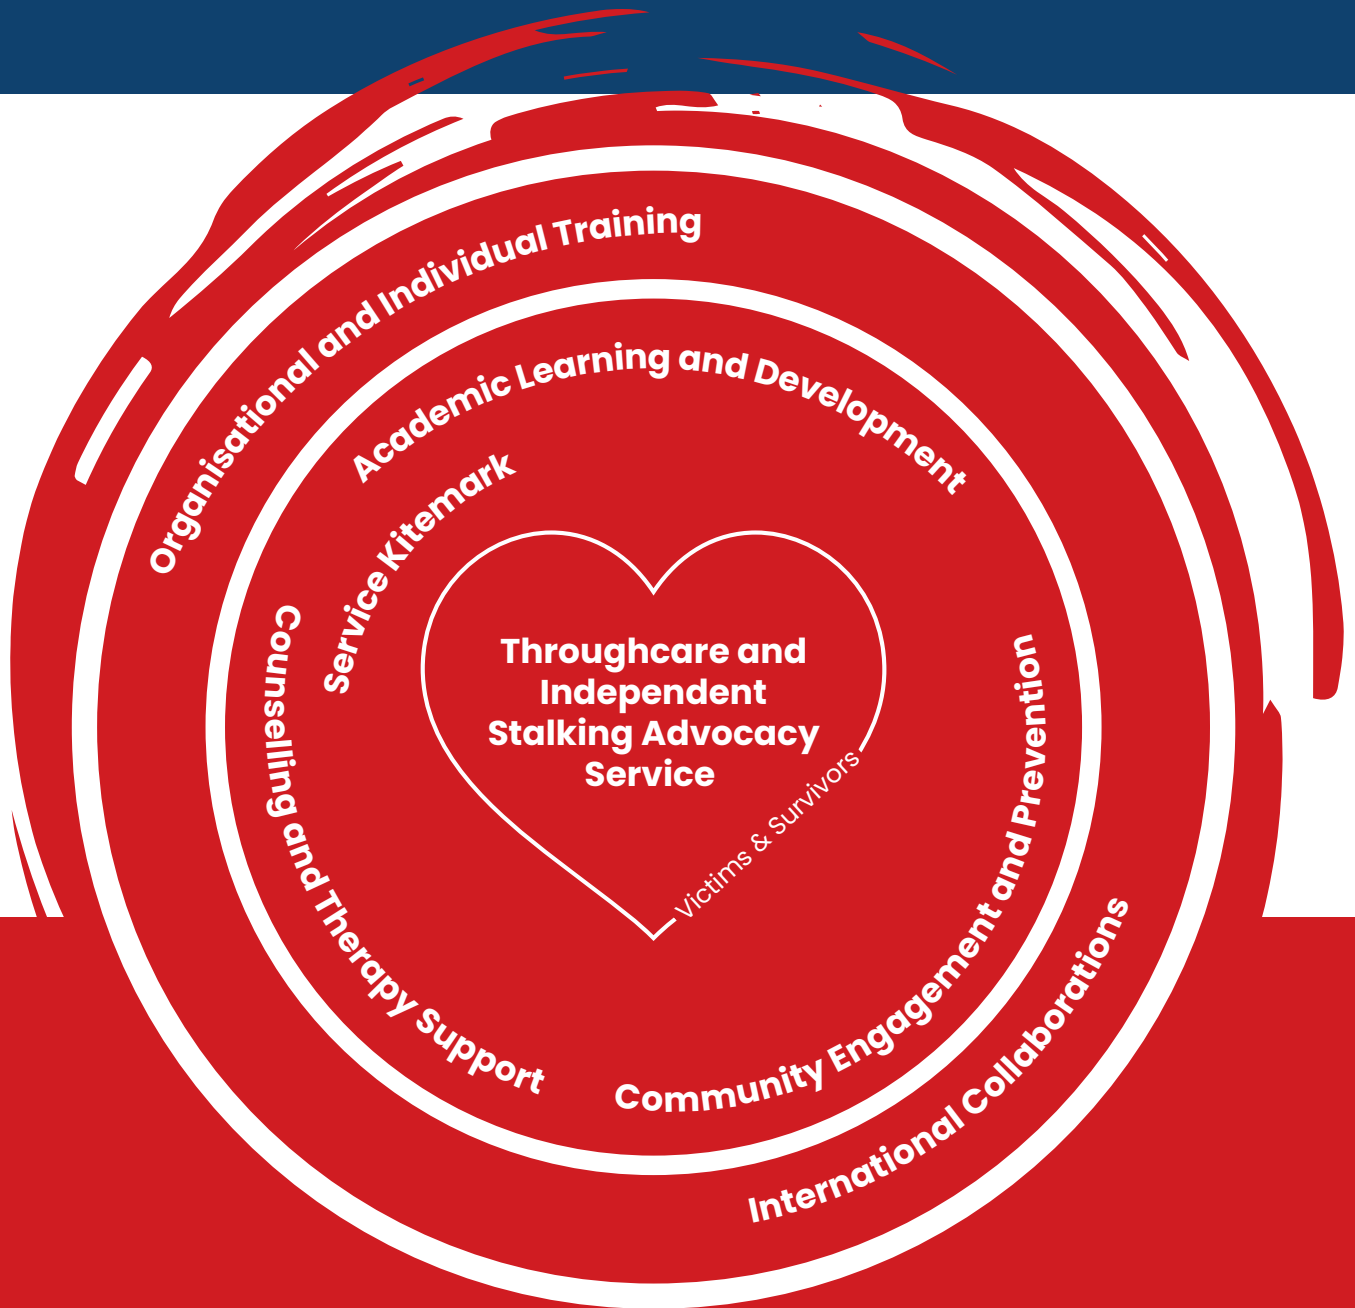 Organisational and Individual Training
Academic Learning and Development
Service Kitemark
Throughcare and
Independent
Stalking Advocacy
Service
Victims & Survivors
Counselling and Therapy Support
Community Engagement and Prevention
International Collaborations